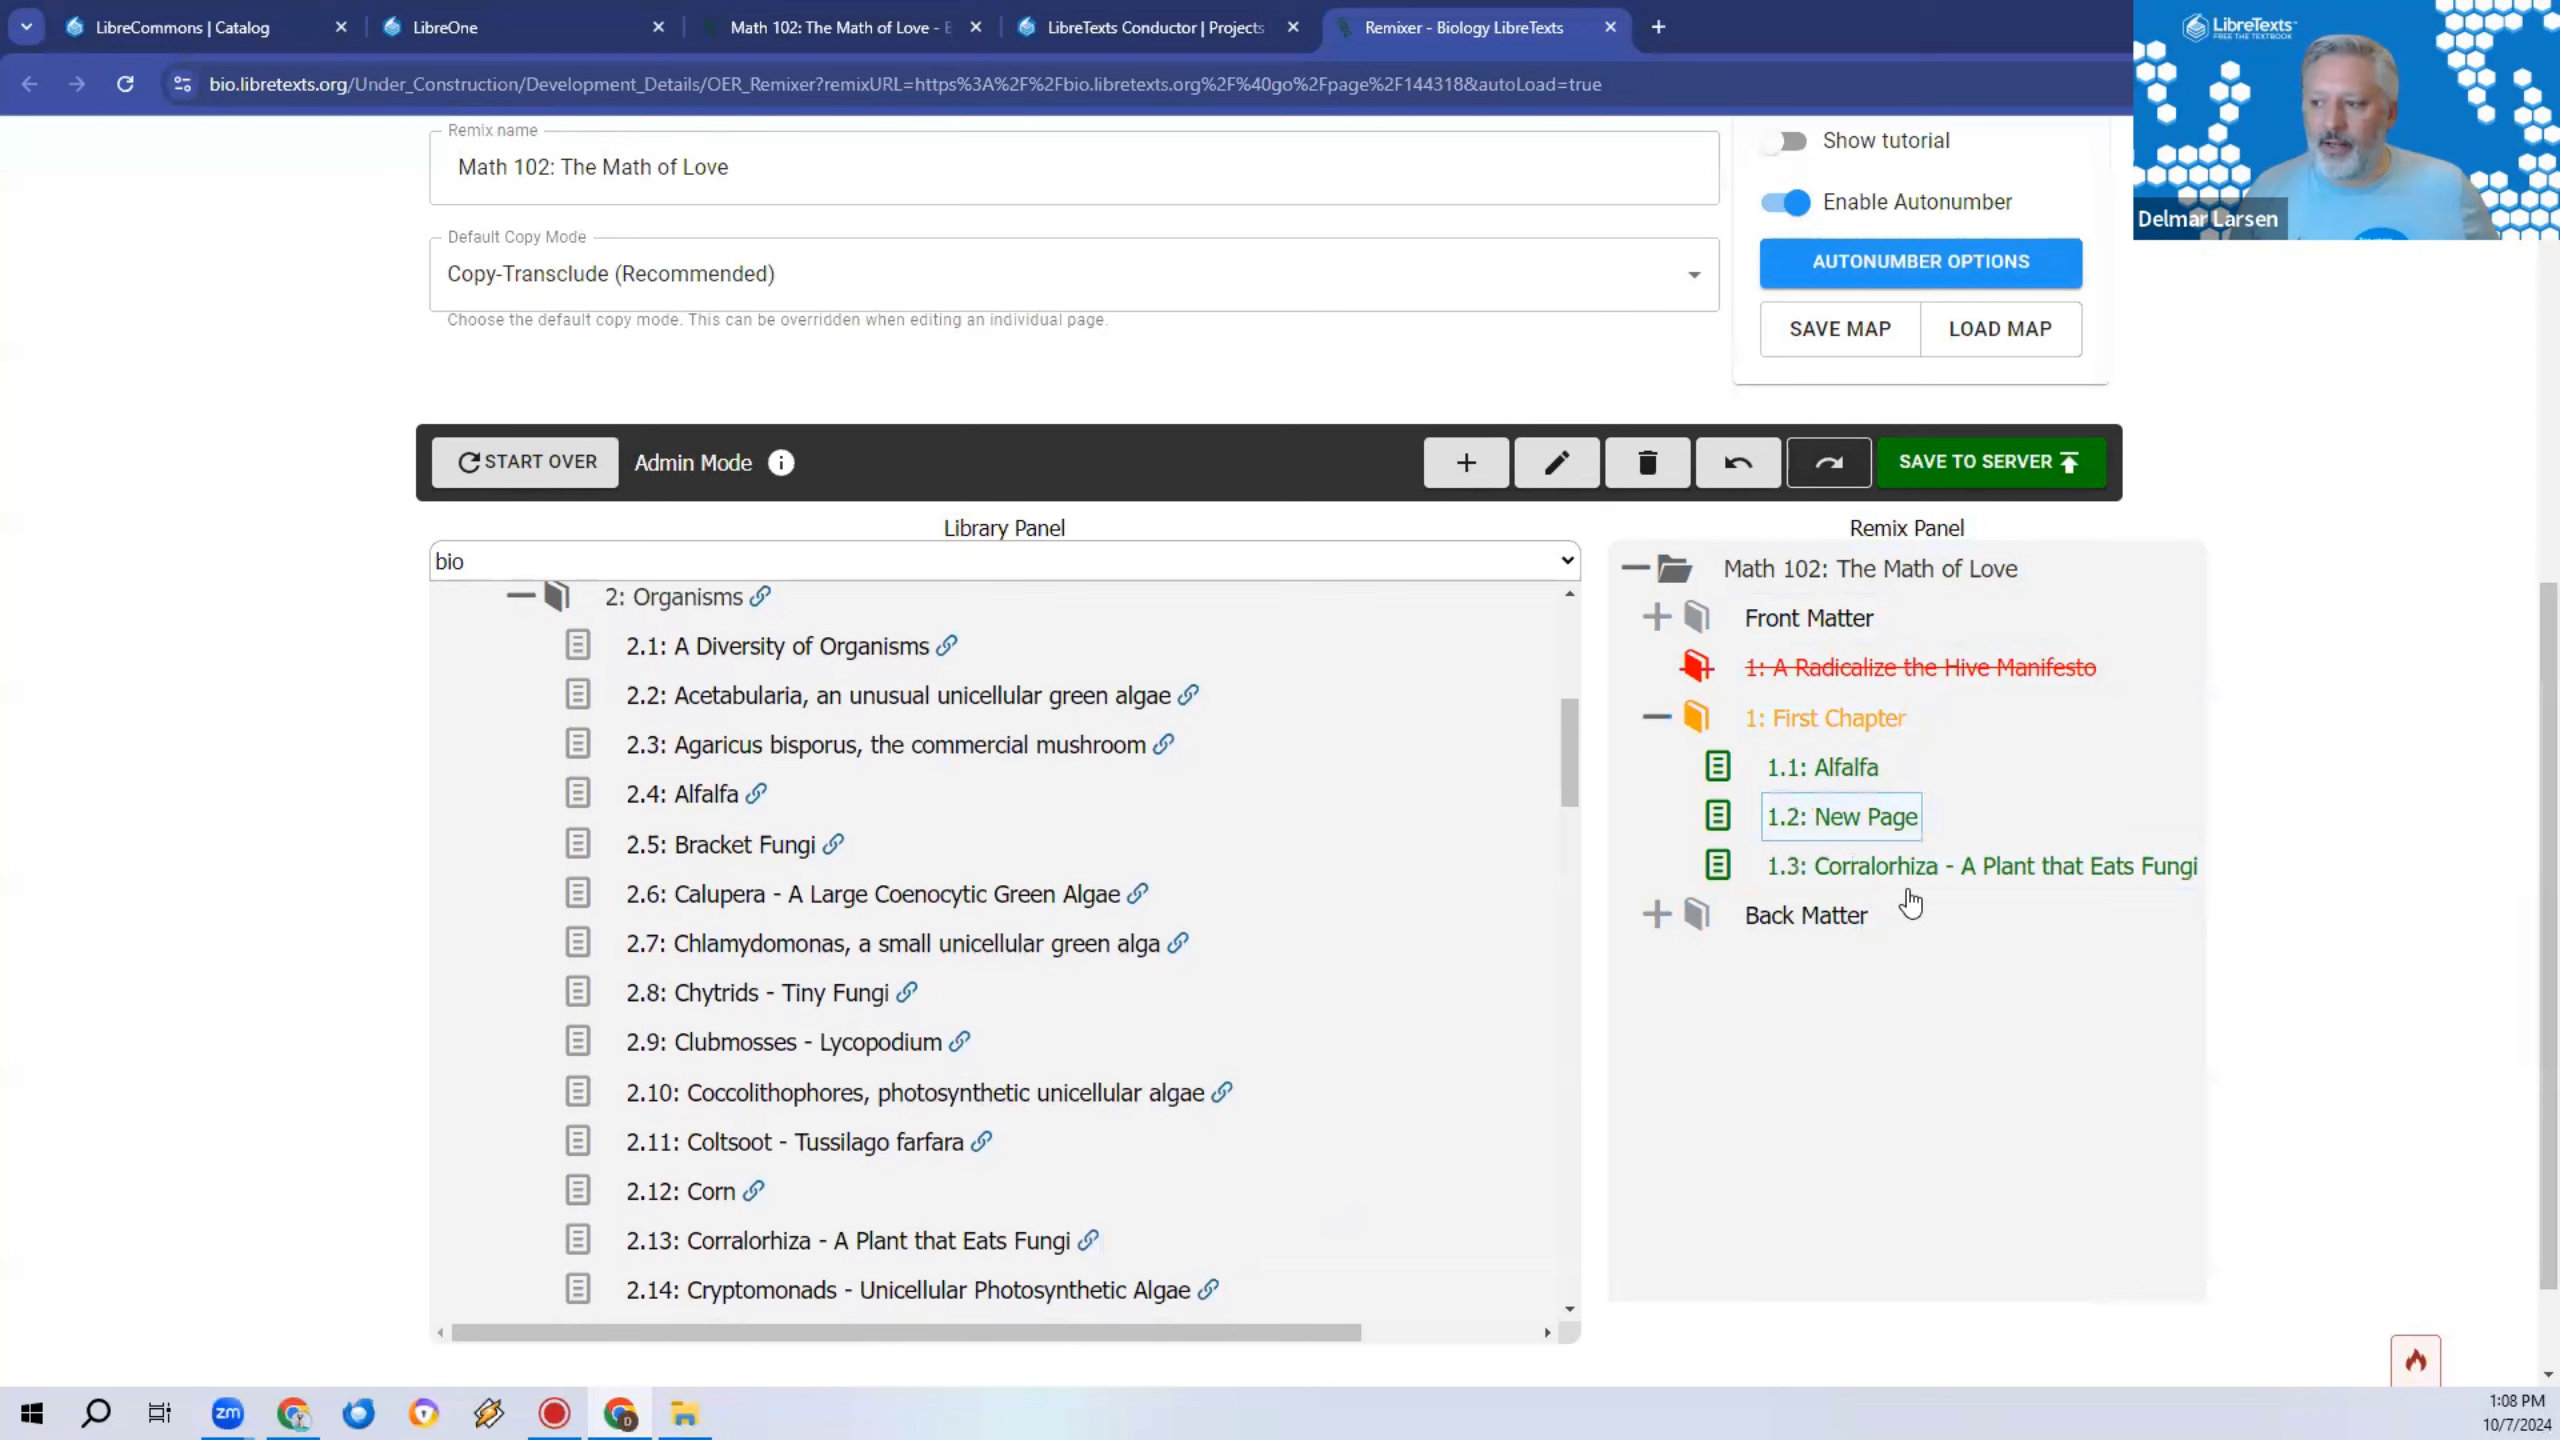 LibreCommons | Catalog
LibreOne
Math 102: The Math of Love - B
LibreTexts Conductor | Projects
Remixer - Biology LibreTexts
bio.libretexts.org/Under_Construction/Development_Details/OER_Remixer?remixURL=https%3A%2F%2Fbio.libretexts.org%2F%40go%2Fpage%2F144318&autoLoad=true
LibreTexts
FREE THE TEXTBOOK
Delmar Larsen
Remix name
Math 102: The Math of Love
Default Copy Mode
Copy-Transclude (Recommended)
Choose the default copy mode. This can be overridden when editing an individual page.
Show tutorial
Enable Autonumber
AUTONUMBER OPTIONS
SAVE MAP
LOAD MAP
START OVER
Admin Mode
SAVE TO SERVER
Library Panel
bio
2: Organisms
2.1: A Diversity of Organisms
2.2: Acetabularia, an unusual unicellular green algae
2.3: Agaricus bisporus, the commercial mushroom
2.4: Alfalfa
2.5: Bracket Fungi
2.6: Calupera - A Large Coenocytic Green Algae
2.7: Chlamydomonas, a small unicellular green alga
2.8: Chytrids - Tiny Fungi
2.9: Clubmosses - Lycopodium
2.10: Coccolithophores, photosynthetic unicellular algae
2.11: Coltsoot - Tussilago farfara
2.12: Corn
2.13: Corralorhiza - A Plant that Eats Fungi
2.14: Cryptomonads - Unicellular Photosynthetic Algae
Remix Panel
Math 102: The Math of Love
Front Matter
1: A Radicalize the Hive Manifesto
1: First Chapter
1.1: Alfalfa
1.2: New Page
1.3: Corralorhiza - A Plant that Eats Fungi
Back Matter
zm
D
1:08 PM
10/7/2024